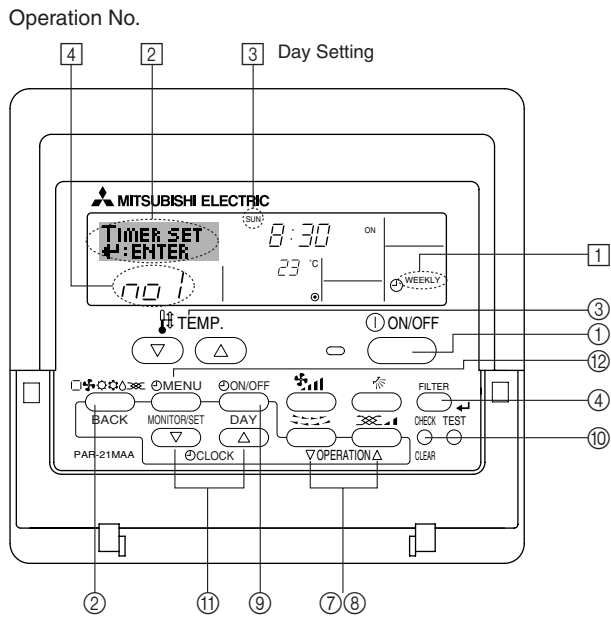 Operation No.
4 2 3 Day Setting
MITSUBISHI ELECTRIC
TIMER SET
↵:ENTER
SUN
8:30
ON
23 °C
no 1
WEEKLY
1
TEMP.
ON/OFF
3
1
12
MENU
ON/OFF
FILTER
4
BACK
MONITOR/SET
DAY
CHECK TEST
10
PAR-21MAA
CLOCK
▽OPERATION△
CLEAR
2 11 9 7 8